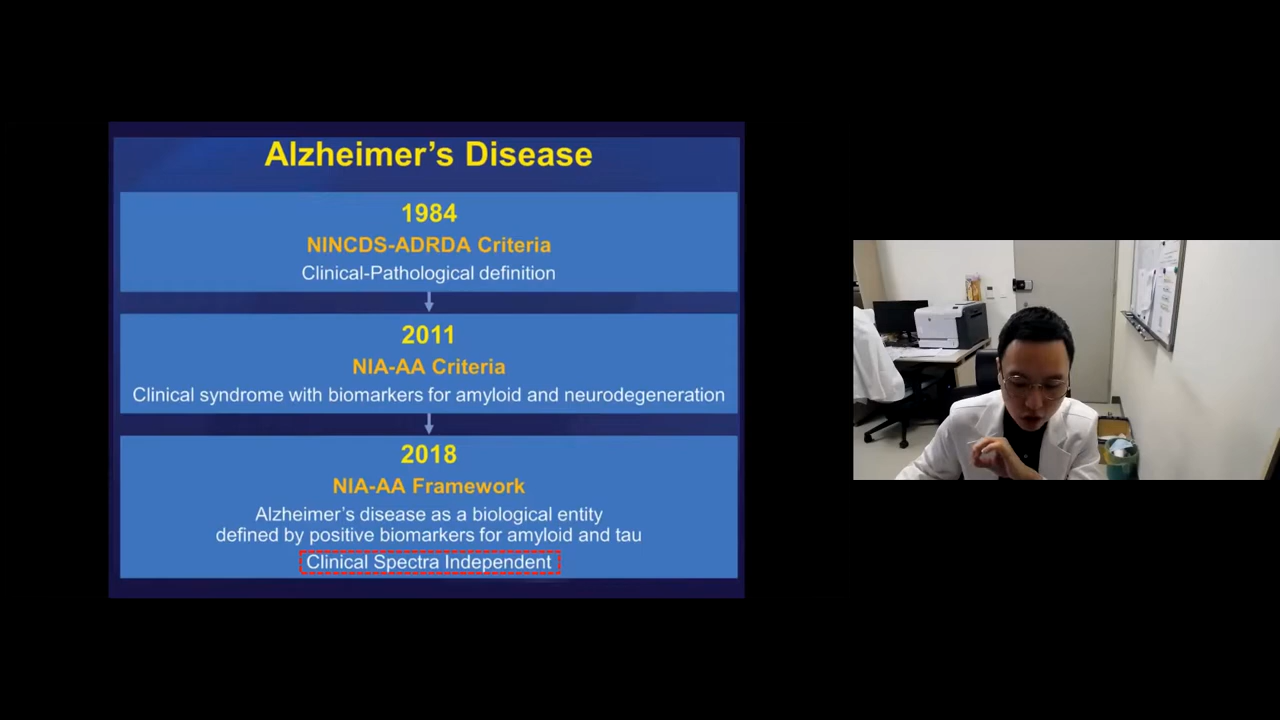 Alzheimer’s Disease
1984
NINCDS-ADRDA Criteria
Clinical-Pathological definition
2011
NIA-AA Criteria
Clinical syndrome with biomarkers for amyloid and neurodegeneration
2018
NIA-AA Framework
Alzheimer’s disease as a biological entity
defined by positive biomarkers for amyloid and tau
Clinical Spectra Independent